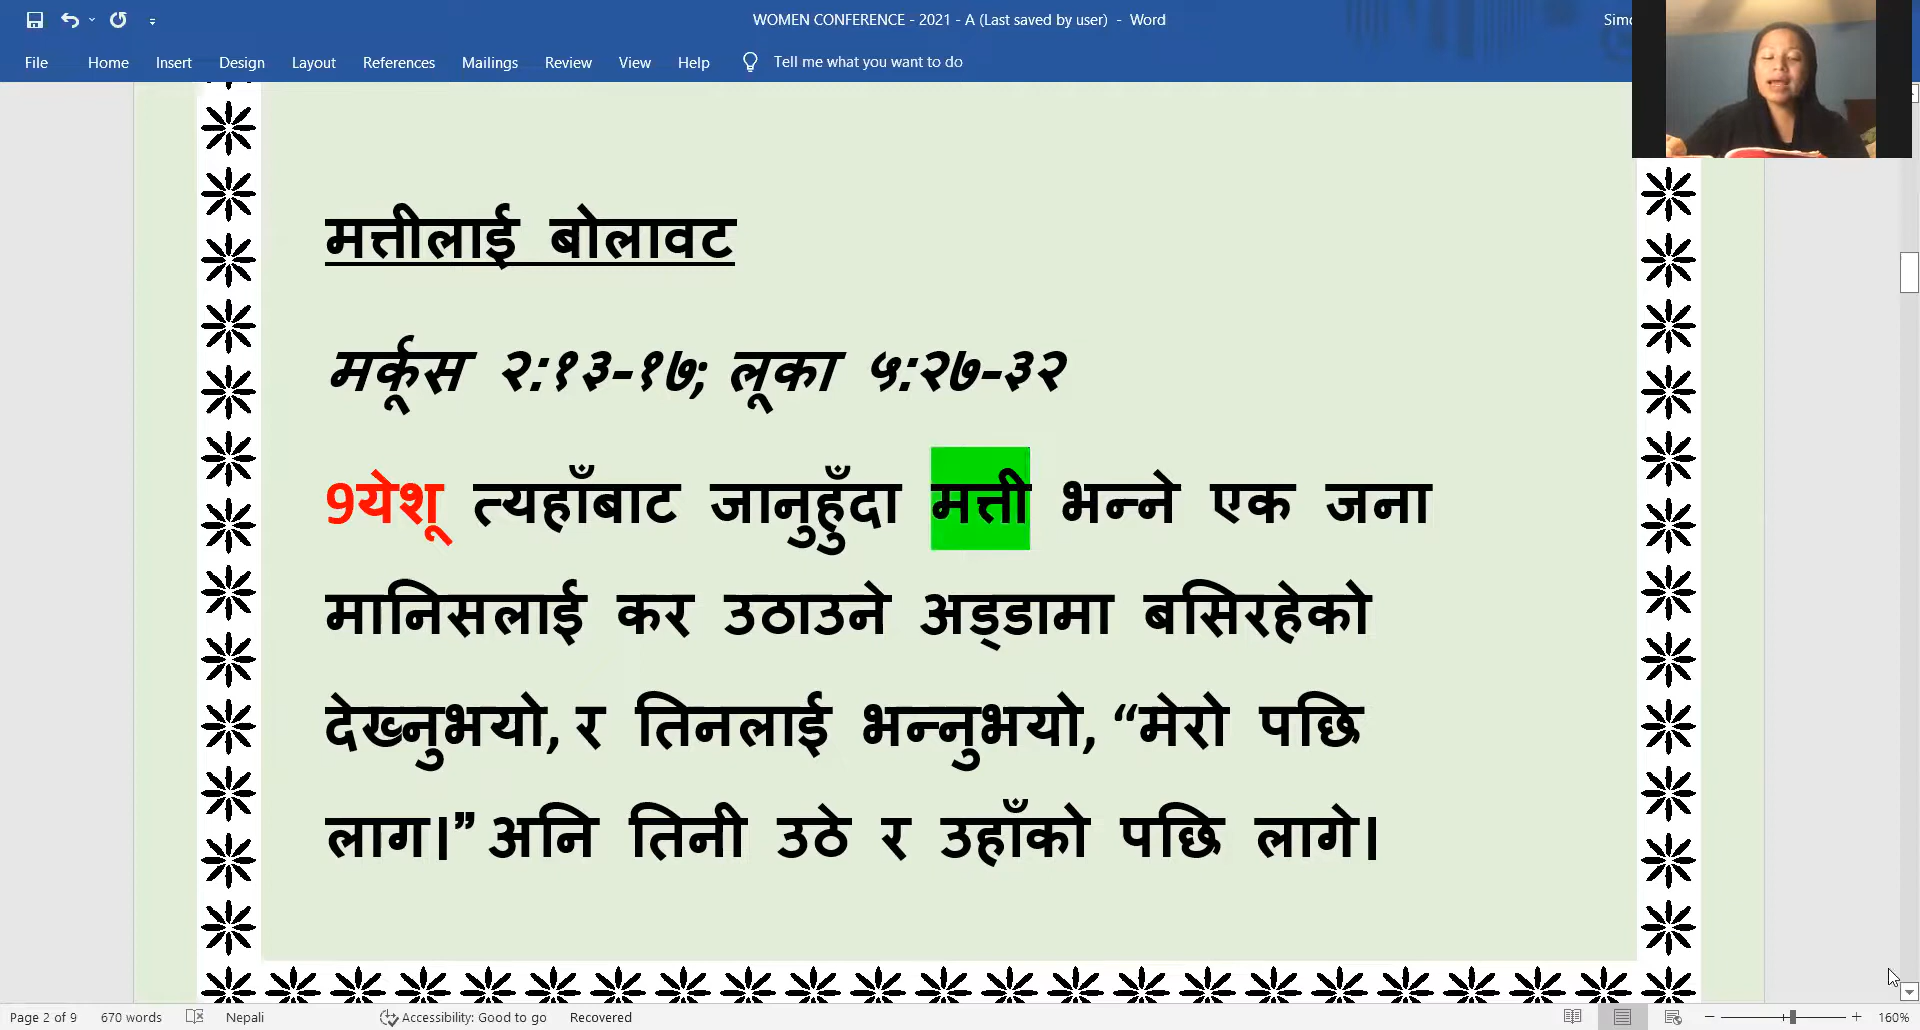 WOMEN CONFERENCE - 2021 - A (Last saved by user) - Word
File Home Insert Design Layout References Mailings Review View Help Tell me what you want to do
मत्तीलाई बोलावट
मर्कूस २:१३-१७; लूका ५:२७-३२
9येशू त्यहाँबाट जानुहुँदा मत्ती भन्ने एक जना
मानिसलाई कर उठाउने अड्डामा बसिरहेको
देख्नुभयो, र तिनलाई भन्नुभयो, “मेरो पछि
लाग।” अनि तिनी उठे र उहाँको पछि लागे।
Page 2 of 9 670 words Nepali Accessibility: Good to go Recovered 160%